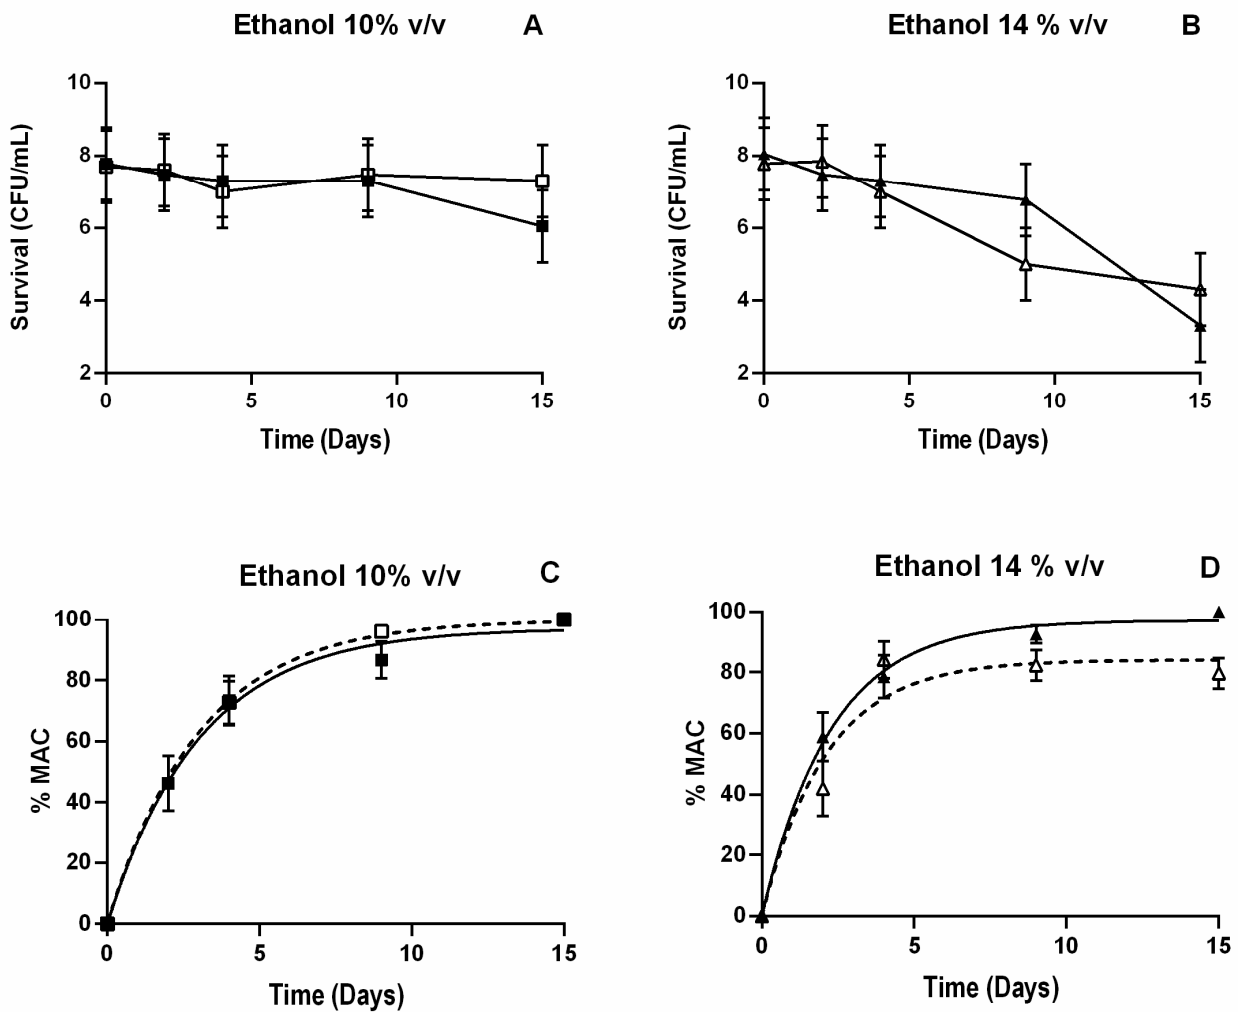 Ethanol 10% v/v A
Survival (CFU/mL)
10
8
6
4
2
0 5 10 15
Time (Days)
Ethanol 14 % v/v B
Survival (CFU/mL)
10
8
6
4
2
0 5 10 15
Time (Days)
Ethanol 10% v/v C
% MAC
100
80
60
40
20
0
0 5 10 15
Time (Days)
Ethanol 14 % v/v D
% MAC
100
80
60
40
20
0
0 5 10 15
Time (Days)